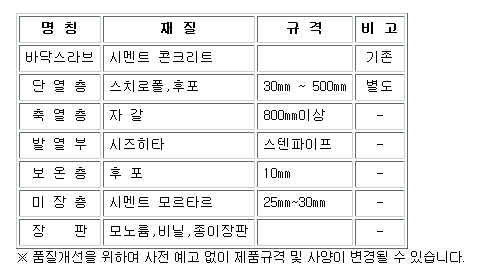 명 칭 재 질 규 격 비 고
바닥스라브 시멘트 콘크리트 기존
단 열 층 스치로폴,후포 30mm ~ 500mm 별도
축 열 층 자 갈 800mm이상 -
발 열 부 시즈히타 스텐파이프 -
보 온 층 후 포 10mm -
미 장 층 시멘트 모르타르 25mm~30mm -
장 판 모노륨,비닐,종이장판 -
※ 품질개선을 위하며 사전 예고 없이 제품규격 및 사양이 변경될 수 있습니다.